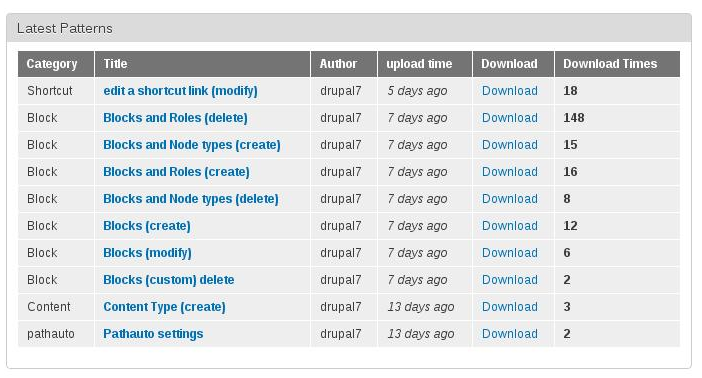 Latest Patterns
Category Title Author upload time Download Download Times
Shortcut edit a shortcut link (modify) drupal7 5 days ago Download 18
Block Blocks and Roles (delete) drupal7 7 days ago Download 148
Block Blocks and Node types (create) drupal7 7 days ago Download 15
Block Blocks and Roles (create) drupal7 7 days ago Download 16
Block Blocks and Node types (delete) drupal7 7 days ago Download 8
Block Blocks (create) drupal7 7 days ago Download 12
Block Blocks (modify) drupal7 7 days ago Download 6
Block Blocks (custom) delete drupal7 7 days ago Download 2
Content Content Type (create) drupal7 13 days ago Download 3
pathauto Pathauto settings drupal7 13 days ago Download 2